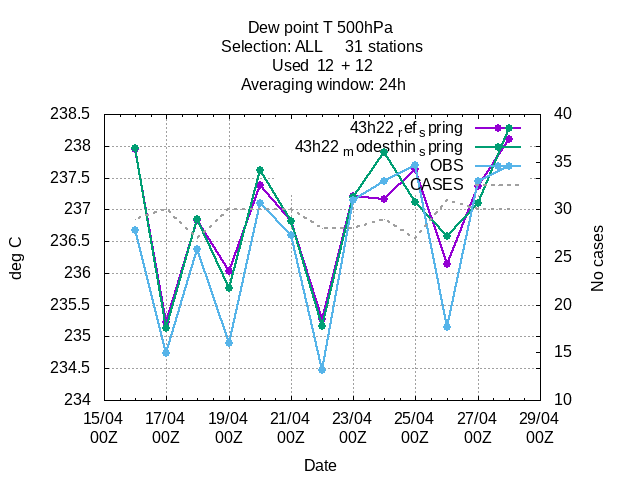 Dew point T 500hPa
Selection: ALL 31 stations
Used 12 + 12
Averaging window: 24h
238.5
238
237.5
237
236.5
236
235.5
235
234.5
234
40
35
30
25
20
15
10
deg C
No cases
43h22 ref spring
43h22 modesthin spring
OBS
CASES
15/04 17/04 19/04 21/04 23/04 25/04 27/04 29/04
00Z 00Z 00Z 00Z 00Z 00Z 00Z 00Z
Date